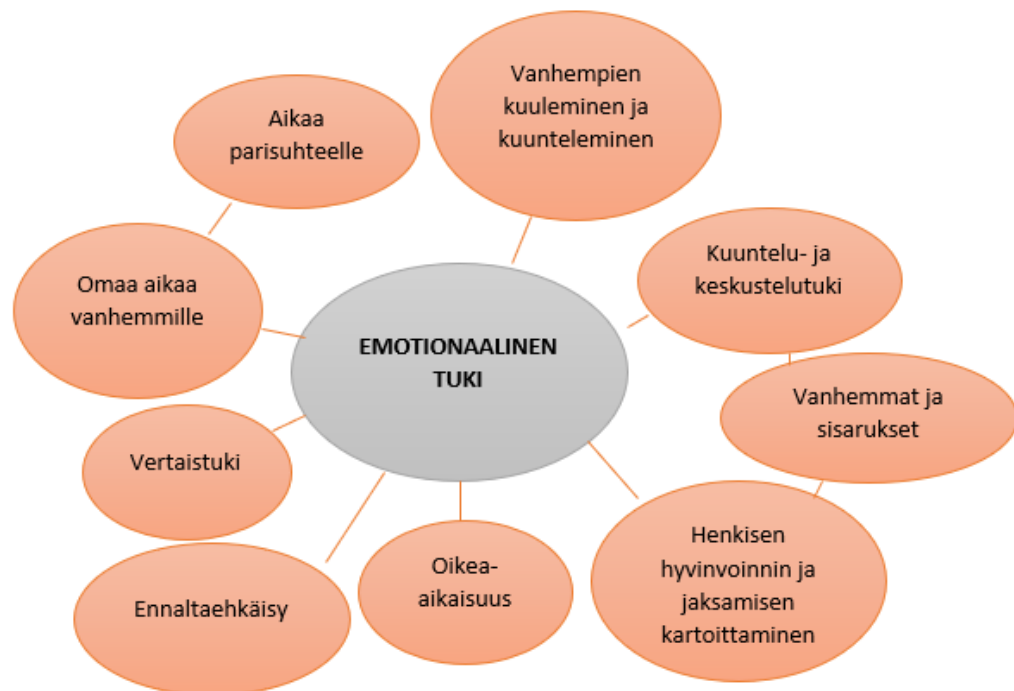 Vanhempien
kuuleminen ja
kuunteleminen
Aikaa
parisuhteelle
Kuuntelu- ja
keskustelutuki
Omaa aikaa
vanhemmille
EMOTIONAALINEN
TUKI
Vanhemmat ja
sisarukset
Vertaistuki
Henkisen
hyvinvoinnin ja
jaksamisen
kartoittaminen
Oikea-
aikaisuus
Ennaltaehkäisy